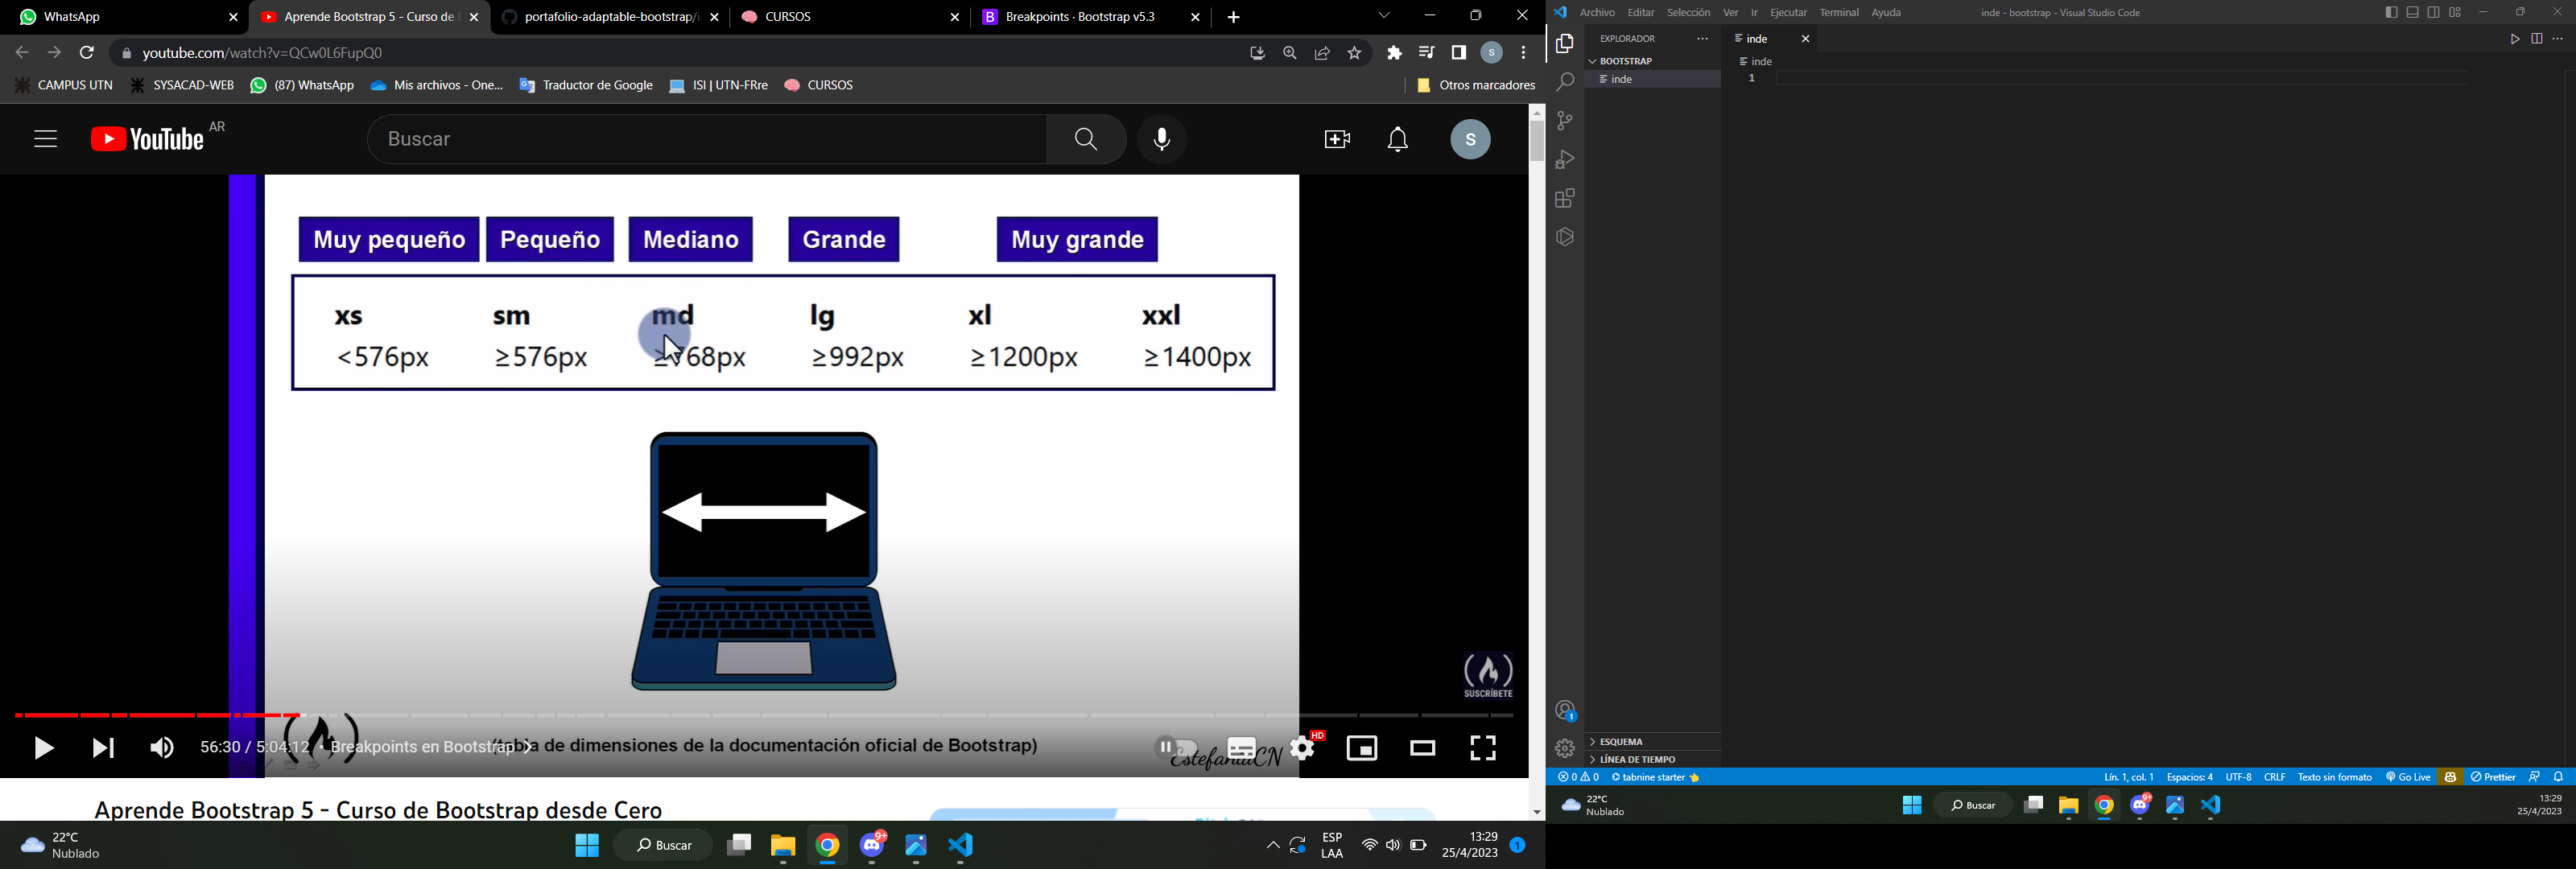 WhatsApp
Aprende Bootstrap 5 - Curso de
portafolio-adaptable-bootstrap/i
CURSOS
Breakpoints · Bootstrap v5.3
youtube.com/watch?v=QCw0L6FupQ0
CAMPUS UTN
SYSACAD-WEB
(87) WhatsApp
Mis archivos - One...
Traductor de Google
ISI | UTN-FRre
CURSOS
Otros marcadores
YouTube AR
Buscar
S
Muy pequeño Pequeño Mediano Grande Muy grande
xs sm md lg xl xxl
<576px ≥576px ≥768px ≥992px ≥1200px ≥1400px
SUSCRÍBETE
56:30 / 5:04:12 · Breakpoints en Bootstrap
(tabla de dimensiones de la documentación oficial de Bootstrap)
HD
EstefaniaCN
Aprende Bootstrap 5 - Curso de Bootstrap desde Cero
22°C
Nublado
Buscar
9+
ESP
LAA
13:29
25/4/2023
1
Archivo Editar Selección Ver Ir Ejecutar Terminal Ayuda
inde - bootstrap - Visual Studio Code
EXPLORADOR
BOOTSTRAP
inde
inde
inde
1
1
ESQUEMA
LÍNEA DE TIEMPO
0 0 tabnine starter
Lín. 1, col. 1 Espacios: 4 UTF-8 CRLF Texto sin formato Go Live Prettier
22°C
Nublado
Buscar
9+
13:29
25/4/2023